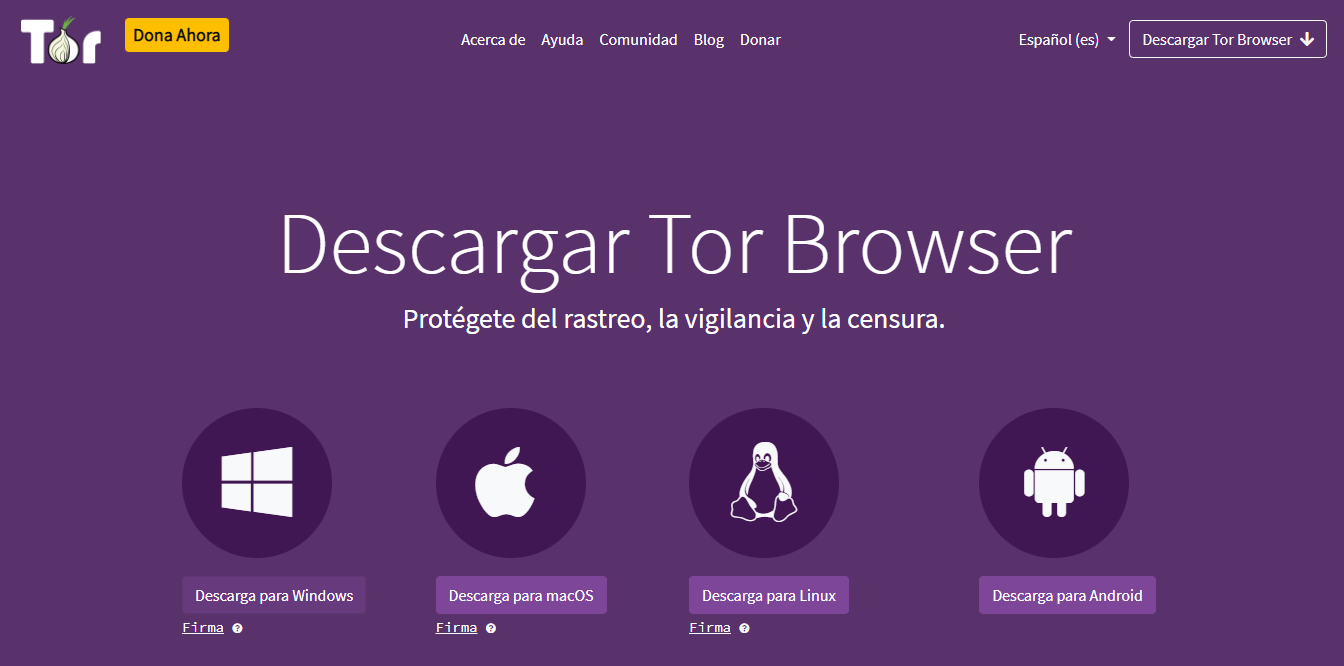 Tor
Dona Ahora
Acerca de Ayuda Comunidad Blog Donar
Español (es)
Descargar Tor Browser
Descargar Tor Browser
Protégete del rastreo, la vigilancia y la censura.
Descarga para Windows
Firma
Descarga para macOS
Firma
Descarga para Linux
Firma
Descarga para Android